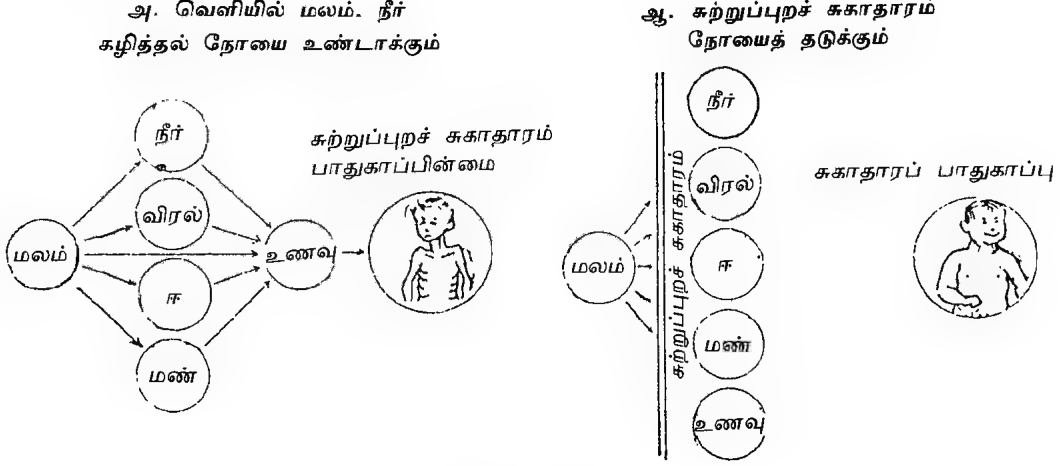 அ. வெளியில் மலம். நீர்
கழித்தல் நோயை உண்டாக்கும்
நீர்
சுற்றுப்புறச் சுகாதாரம்
பாதுகாப்பின்மை
விரல்
மலம்
உணவு
ஈ
மண்
ஆ. சுற்றுப்புறச் சுகாதாரம்
நோயைத் தடுக்கும்
நீர்
விரல்
சுகாதாரப் பாதுகாப்பு
மலம்
சுற்றுப்புறச் சுகாதாரம்
ஈ
மண்
உணவு